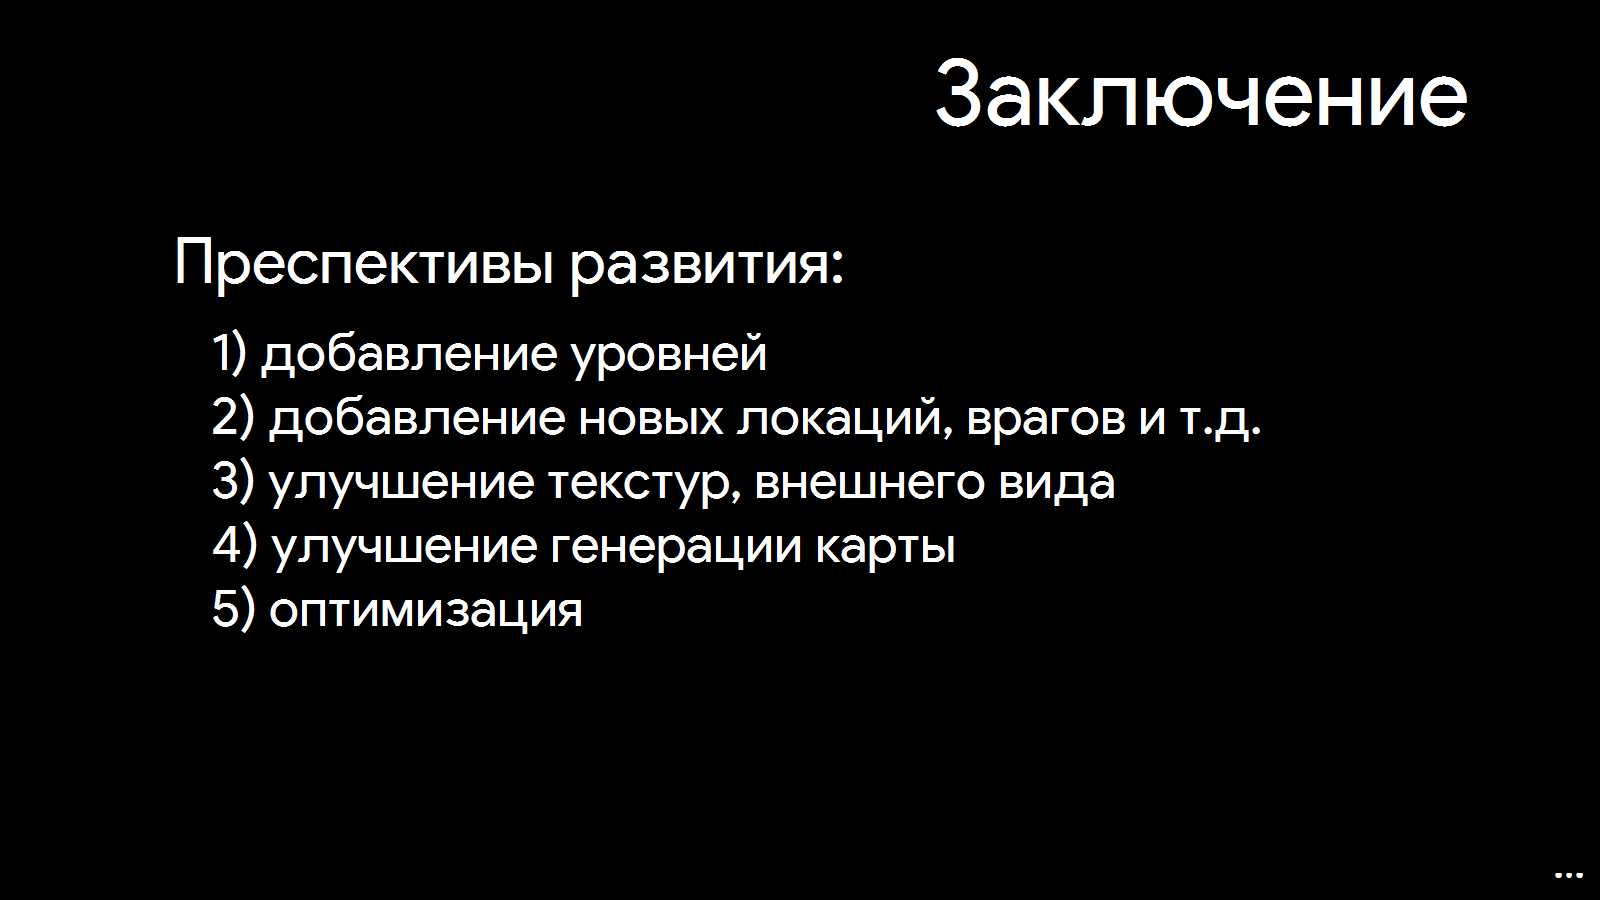 Заключение
Преспективы развития:
1) добавление уровней
2) добавление новых локаций, врагов и т.д.
3) улучшение текстур, внешнего вида
4) улучшение генерации карты
5) оптимизация
...